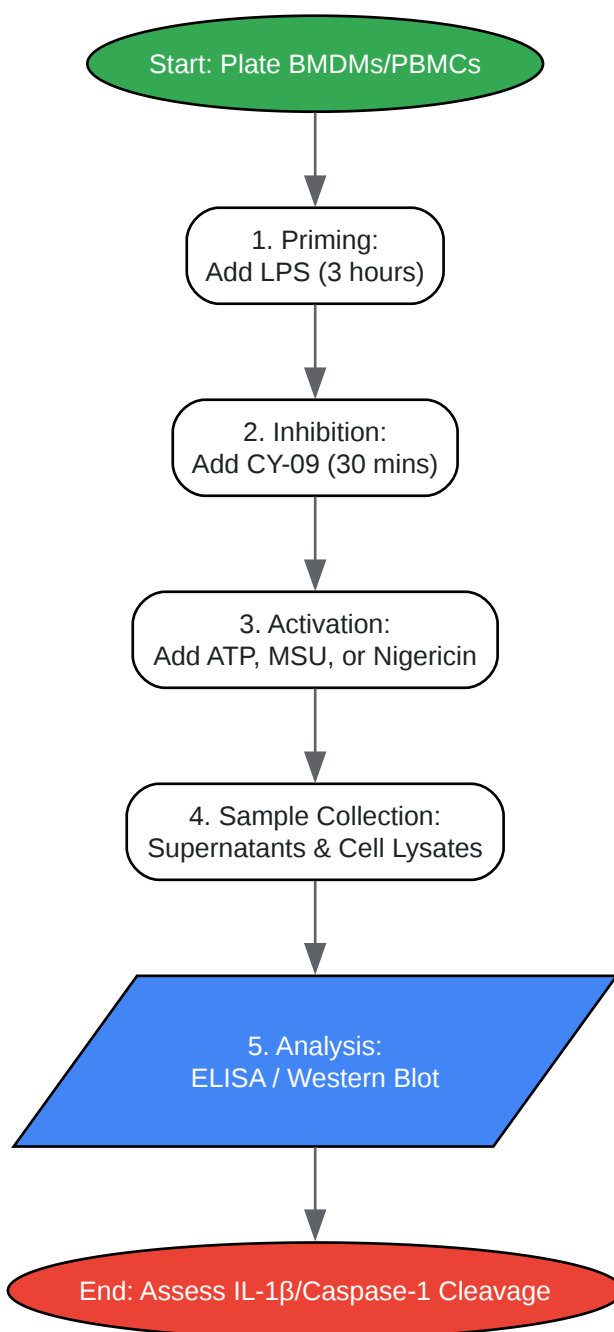 Start: Plate BMDMs/PBMCs
1. Priming:
Add LPS (3 hours)
2. Inhibition:
Add CY-09 (30 mins)
3. Activation:
Add ATP, MSU, or Nigericin
4. Sample Collection:
Supernatants & Cell Lysates
5. Analysis:
ELISA / Western Blot
End: Assess IL-1β/Caspase-1 Cleavage